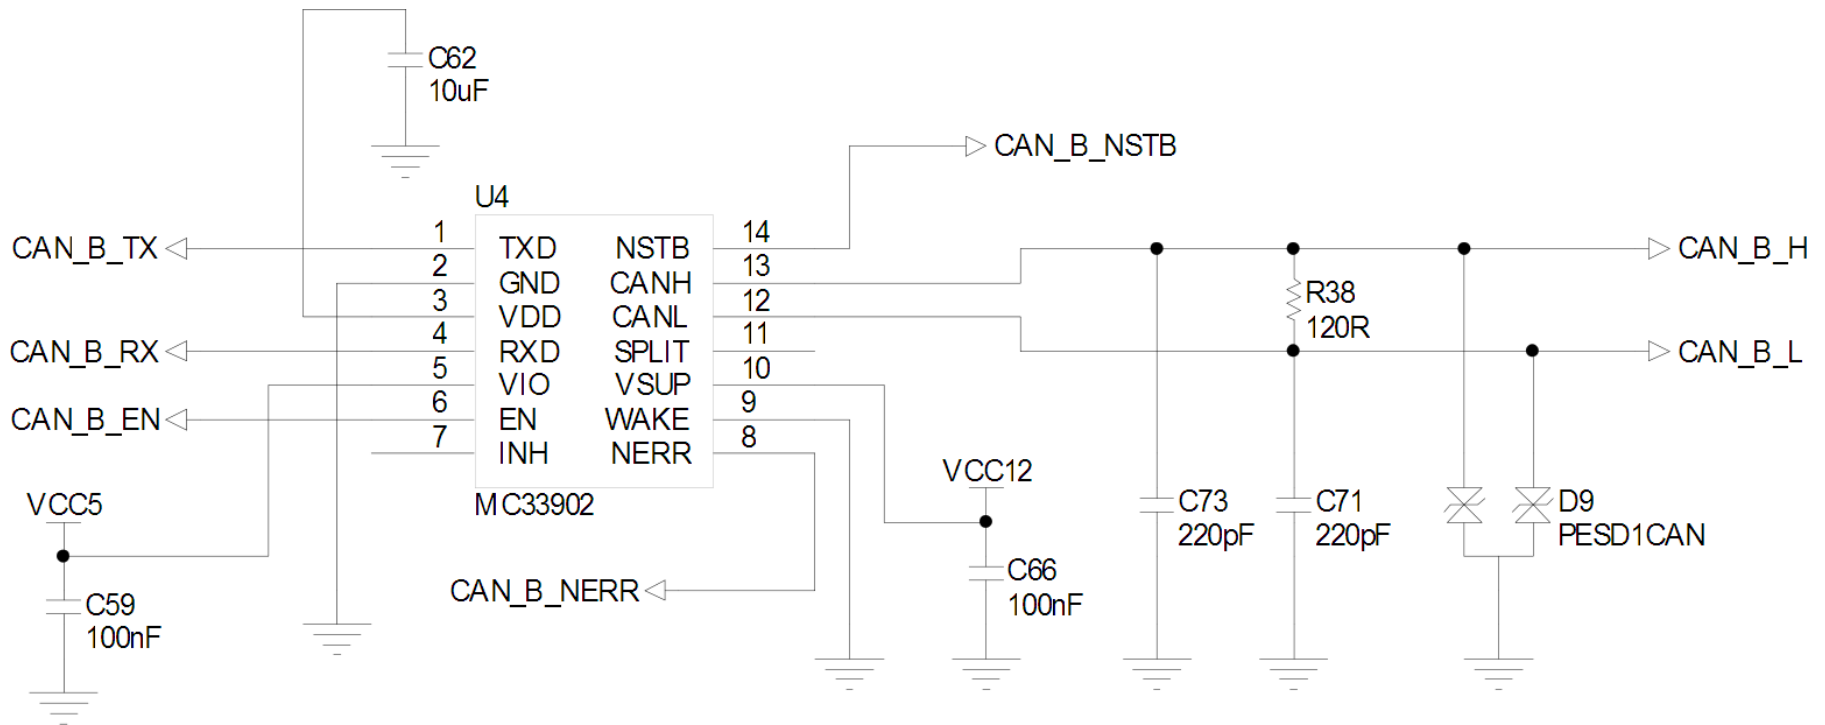 C62
10uF
CAN_B_NSTB
U4
CAN_B_TX
1
TXD
NSTB
14
CAN_B_H
2
GND
CANH
13
3
VDD
CANL
12
R38
120R
CAN_B_RX
4
RXD
SPLIT
11
CAN_B_L
5
VIO
VSUP
10
CAN_B_EN
6
EN
WAKE
9
7
INH
NERR
8
MC33902
VCC5
VCC12
C73
220pF
C71
220pF
D9
PESD1CAN
CAN_B_NERR
C66
100nF
C59
100nF